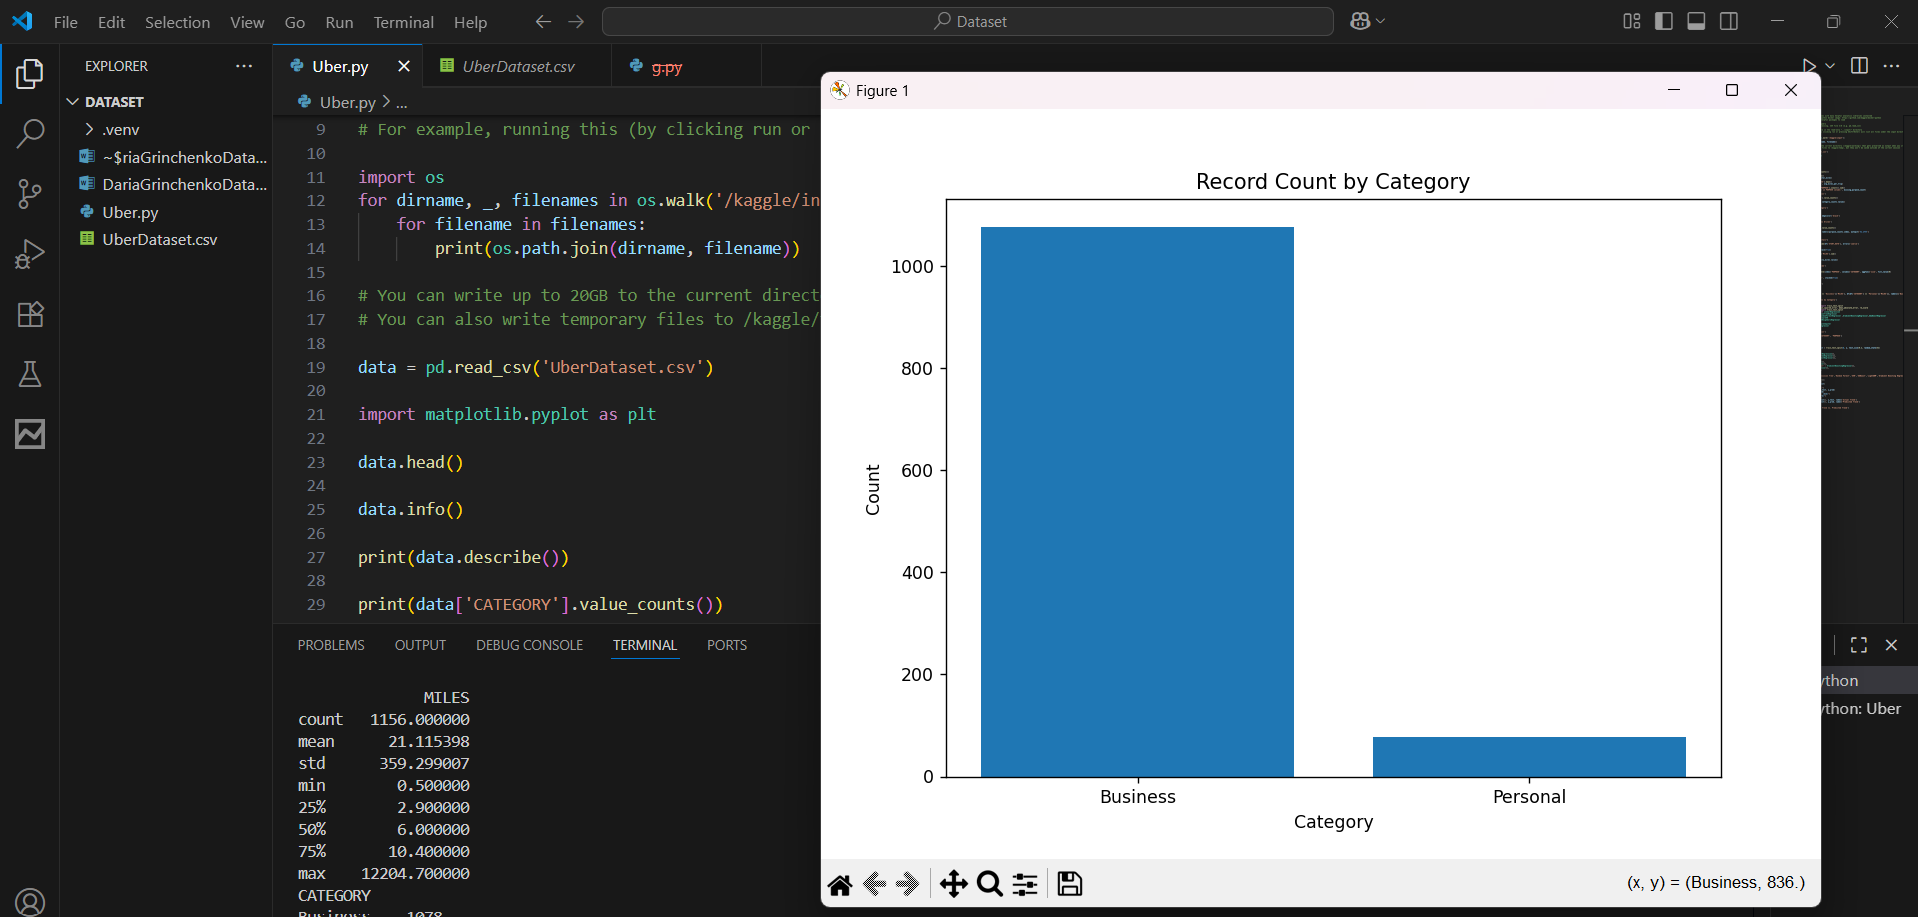 File Edit Selection View Go Run Terminal Help
Dataset
EXPLORER
DATASET
.venv
~$riaGrinchenkoData...
DariaGrinchenkoData...
Uber.py
UberDataset.csv
Uber.py UberDataset.csv g.py
Uber.py > ...
9 # For example, running this (by clicking run or
10
11 import os
12 for dirname, _, filenames in os.walk('/kaggle/in
13 for filename in filenames:
14 print(os.path.join(dirname, filename))
15
16 # You can write up to 20GB to the current direct
17 # You can also write temporary files to /kaggle/
18
19 data = pd.read_csv('UberDataset.csv')
20
21 import matplotlib.pyplot as plt
22
23 data.head()
24
25 data.info()
26
27 print(data.describe())
28
29 print(data['CATEGORY'].value_counts())
PROBLEMS OUTPUT DEBUG CONSOLE TERMINAL PORTS
MILES
count 1156.000000
mean 21.115398
std 359.299007
min 0.500000
25% 2.900000
50% 6.000000
75% 10.400000
max 12204.700000
CATEGORY
Business 1078
Figure 1
Record Count by Category
Count
1000
800
600
400
200
0
Business Personal
Category
(x, y) = (Business, 836.)
ython
ython: Uber